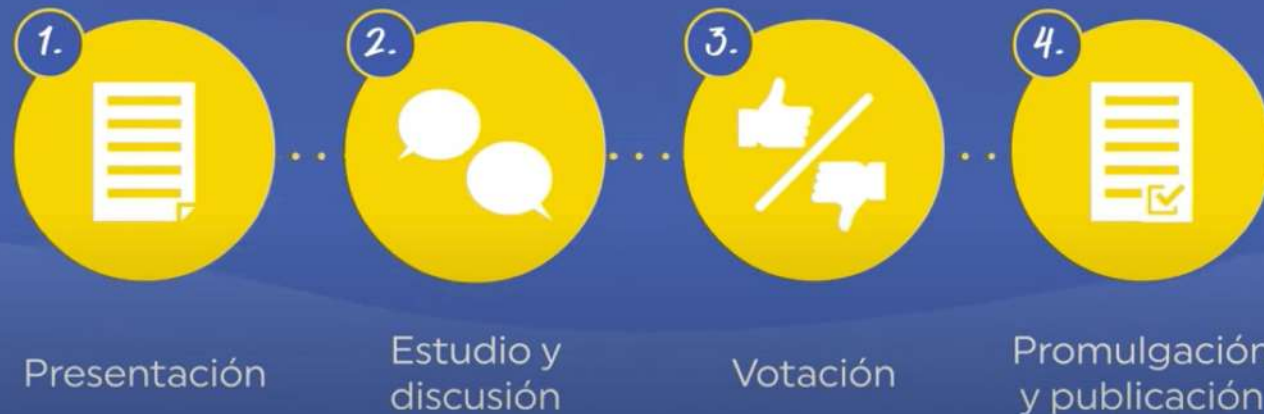 1.
2.
3.
4.
Presentación
Estudio y
discusión
Votación
Promulgación
y publicación